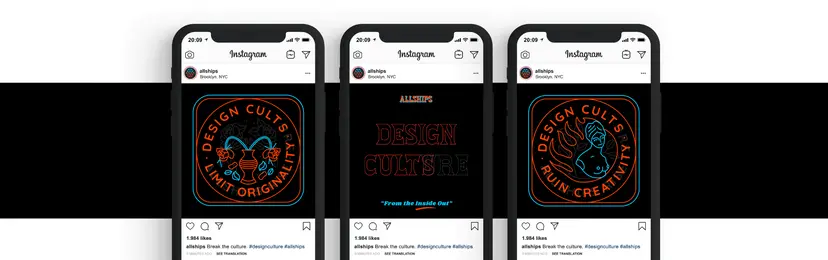 20:09
Instagram
allships
Brooklyn, NYC
DESIGN CULTS
· LIMIT ORIGINALITY ·
1.984 likes
allships Break the culture. #designculture #allships
SEE TRANSLATION
20:09
Instagram
allships
Brooklyn, NYC
ALLSHIPS
DESIGN
CULTSRE
"From the Inside Out"
1.984 likes
allships Break the culture. #designculture #allships
SEE TRANSLATION
20:09
Instagram
allships
Brooklyn, NYC
DESIGN CULTS
· RUIN CREATIVITY ·
1.984 likes
allships Break the culture. #designculture #allships
SEE TRANSLATION